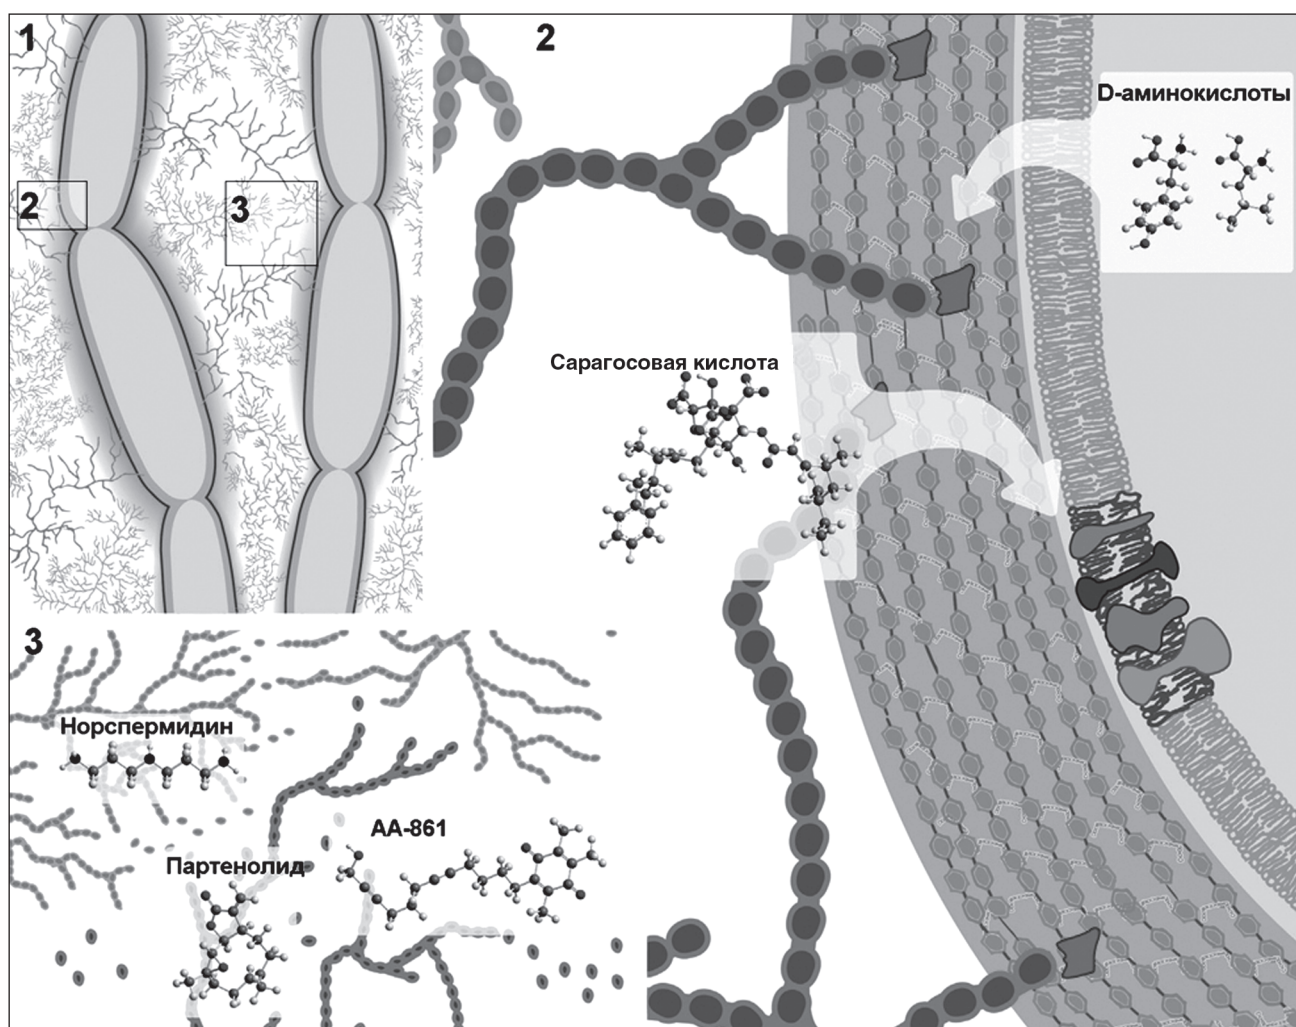 1
2
2
3
D-аминокислоты
Сарагосовая кислота
3
Норспермидин
АА-861
Партенолид